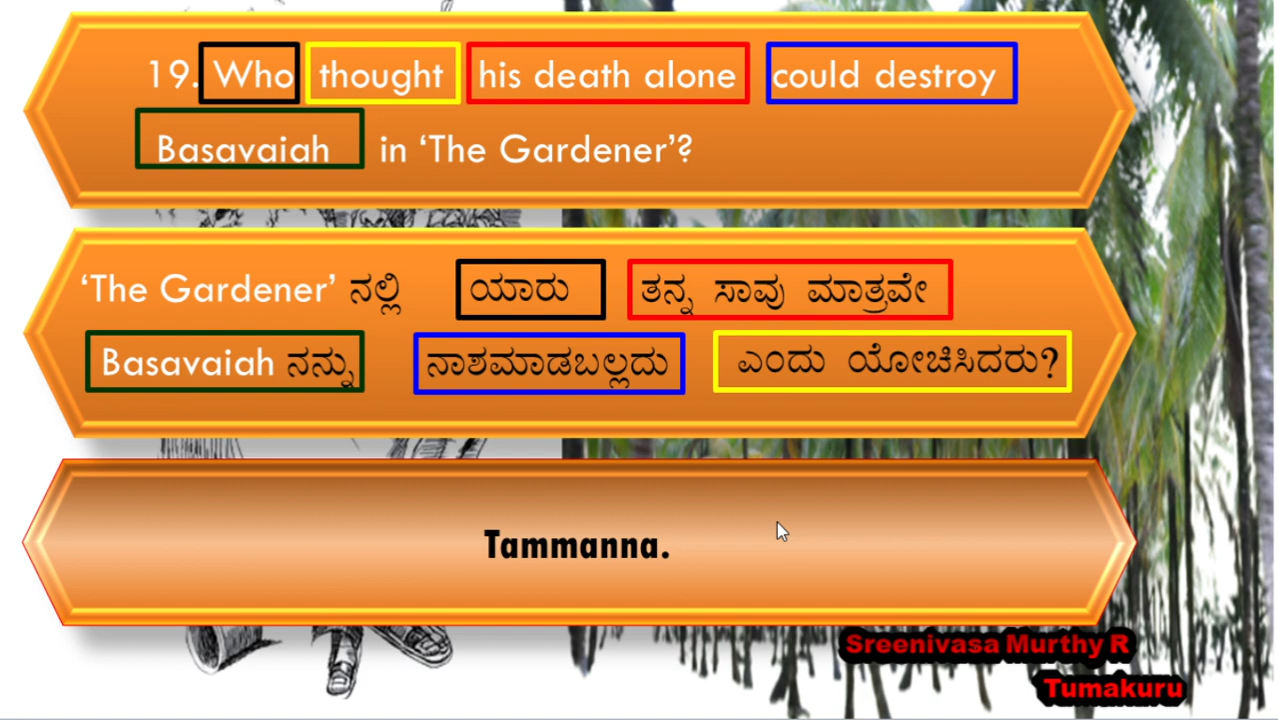 19. Who thought his death alone could destroy
Basavaiah in ‘The Gardener’?
‘The Gardener’ ನಲ್ಲಿ ಯಾರು ತನ್ನ ಸಾವು ಮಾತ್ರವೇ
Basavaiah ನನ್ನು ನಾಶಮಾಡಬಲ್ಲದು ಎಂದು ಯೋಚಿಸಿದರು?
Tammanna.
Sreenivasa Murthy R
Tumakuru